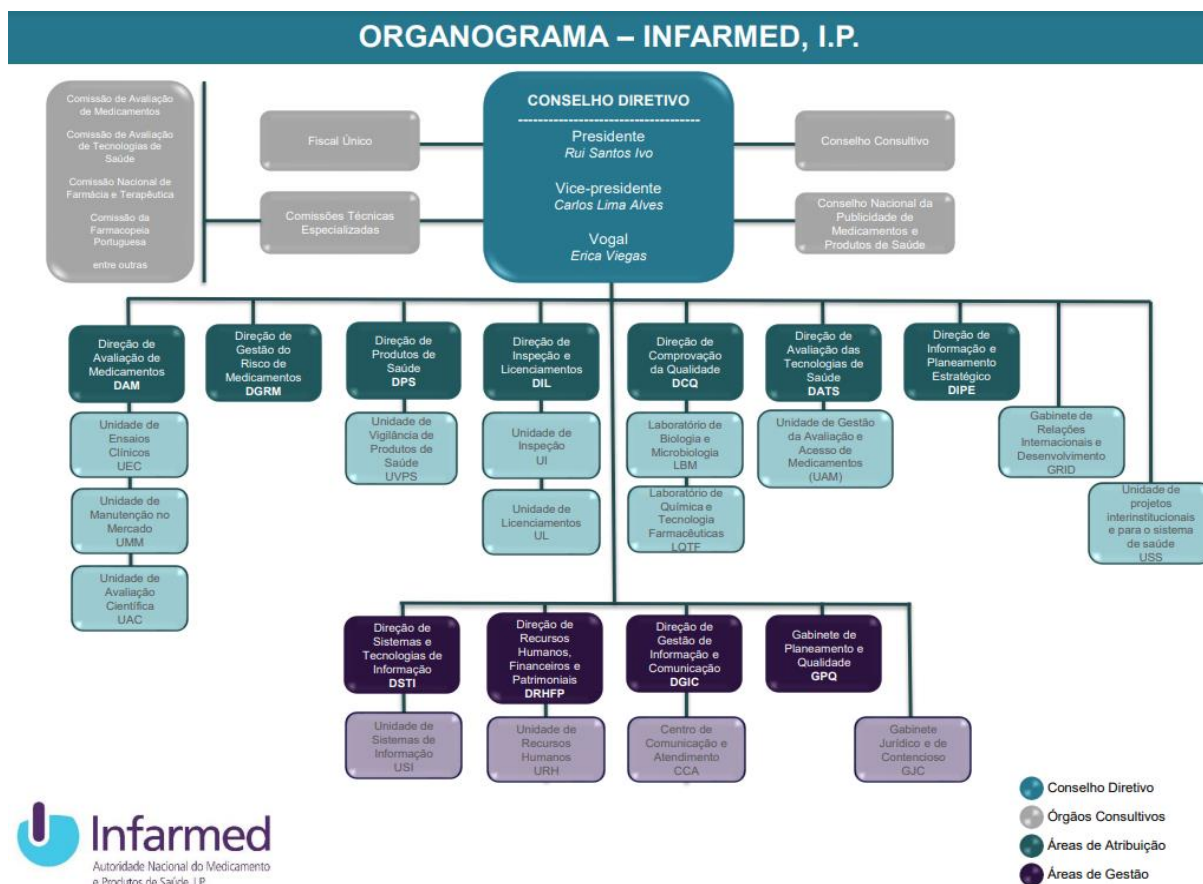 ORGANOGRAMA – INFARMED, I.P.
Comissão de Avaliação
de Medicamentos
Comissão de Avaliação
de Tecnologias de
Saúde
Comissão Nacional de
Farmácia e Terapêutica
Comissão da
Farmacopeia
Portuguesa
entre outras
Fiscal Único
Comissões Técnicas
Especializadas
CONSELHO DIRETIVO
Presidente
Rui Santos Ivo
Vice-presidente
Carlos Lima Alves
Vogal
Erica Viegas
Conselho Consultivo
Conselho Nacional da
Publicidade de
Medicamentos e
Produtos de Saúde
Direção de
Avaliação de
Medicamentos
DAM
Direção de
Gestão do
Risco de
Medicamentos
DGRM
Direção de
Produtos de
Saúde
DPS
Direção de
Inspeção e
Licenciamentos
DIL
Direção de
Comprovação
da Qualidade
DCQ
Direção de
Avaliação das
Tecnologias de
Saúde
DATS
Direção de
Informação e
Planeamento
Estratégico
DIPE
Unidade de
Ensaios
Clínicos
UEC
Unidade de
Manutenção no
Mercado
UMM
Unidade de
Avaliação
Científica
UAC
Unidade de
Vigilância de
Produtos de
Saúde
UVPS
Unidade de
Inspeção
UI
Unidade de
Licenciamentos
UL
Laboratório de
Biologia e
Microbiologia
LBM
Laboratório de
Química e
Tecnologia
Farmacêuticas
LQTF
Unidade de Gestão
da Avaliação e
Acesso de
Medicamentos
(UAM)
Gabinete de
Relações
Internacionais e
Desenvolvimento
GRID
Unidade de
projetos
interinstitucionais
e para o sistema
de saúde
USS
Direção de
Sistemas e
Tecnologias de
Informação
DSTI
Direção de
Recursos
Humanos,
Financeiros e
Patrimoniais
DRHFP
Direção de
Gestão de
Informação e
Comunicação
DGIC
Gabinete de
Planeamento e
Qualidade
GPQ
Unidade de
Sistemas de
Informação
USI
Unidade de
Recursos
Humanos
URH
Centro de
Comunicação e
Atendimento
CCA
Gabinete
Jurídico e de
Contencioso
GJC
Conselho Diretivo
Órgãos Consultivos
Áreas de Atribuição
Áreas de Gestão
Infarmed
Autoridade Nacional do Medicamento
e Produtos de Saúde, I.P.